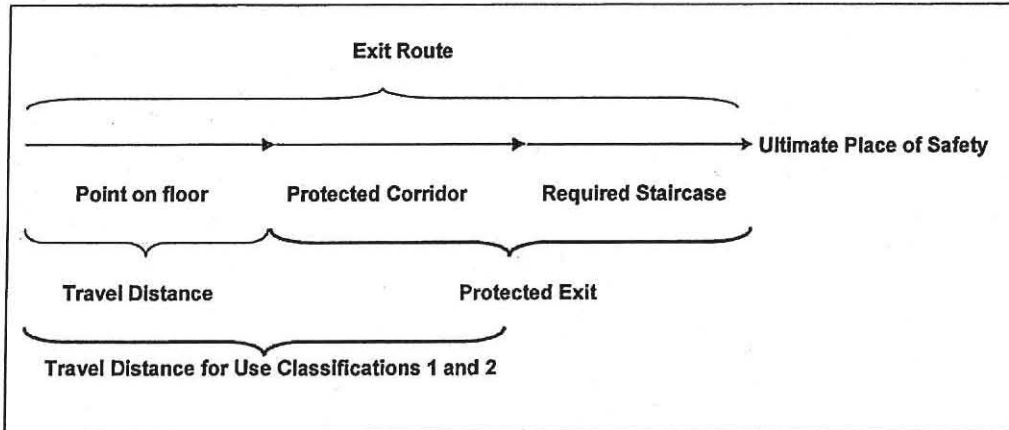 Exit Route
Ultimate Place of Safety
Point on floor
Protected Corridor
Required Staircase
Travel Distance
Protected Exit
Travel Distance for Use Classifications 1 and 2